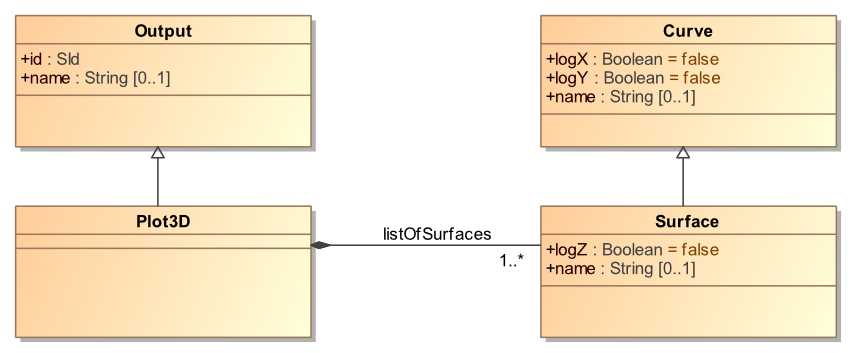 Output
+id : SId
+name : String [0..1]
Curve
+logX : Boolean = false
+logY : Boolean = false
+name : String [0..1]
Plot3D
listOfSurfaces
1..*
Surface
+logZ : Boolean = false
+name : String [0..1]